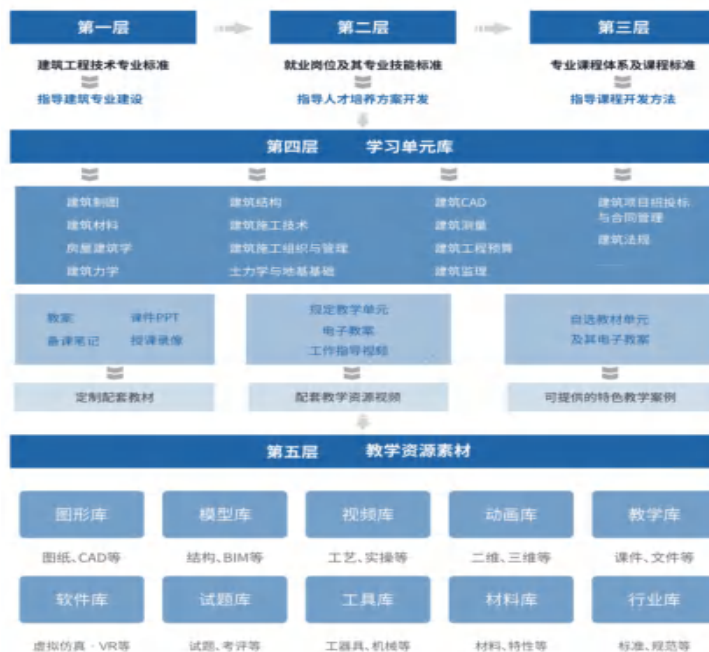 第一层 第二层 第三层
建筑工程技术专业标准 就业岗位及其专业技能标准 专业课程体系及课程标准
指导建筑专业建设 指导人才培养方案开发 指导课程开发方法
第四层 学习单元库
建筑制图 建筑结构 建筑CAD 建筑项目招投标
与合同管理
建筑材料 建筑施工技术 建筑测量
房屋建筑学 建筑施工组织与管理 建筑工程预算 建筑法规
建筑力学 土力学与地基基础 建筑监理
教案 课件PPT
备课笔记 授课录像
规定教学单元
电子教案
工作指导视频
自选教材单元
及其电子教案
定制配套教材 配套教学资源视频 可提供的特色教学案例
第五层 教学资源素材
图形库 模型库 视频库 动画库 教学库
图纸、CAD等 结构、BIM等 工艺、实操等 二维、三维等 课件、文件等
软件库 试题库 工具库 材料库 行业库
虚拟仿真·VR等 试题、考评等 工器具、机械等 材料、特性等 标准、规范等